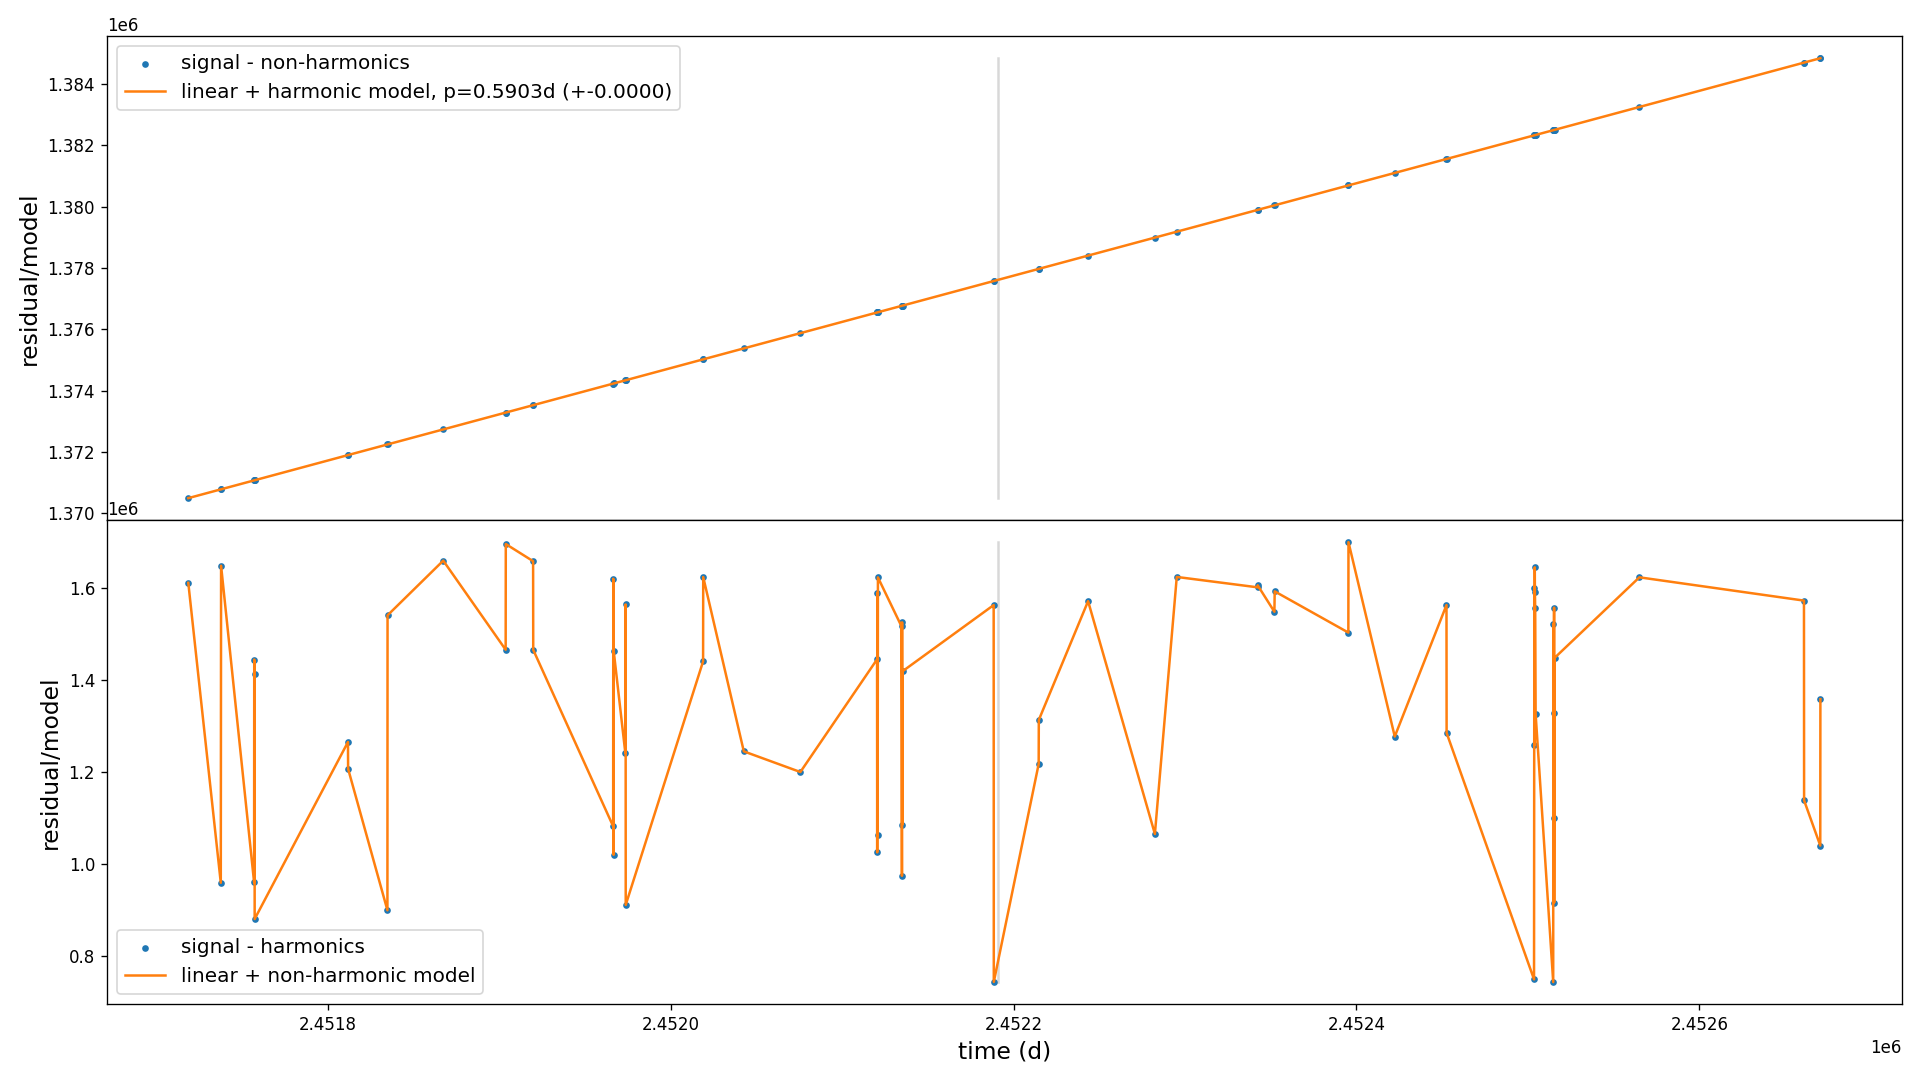 1e6
signal - non-harmonics
linear + harmonic model, p=0.5903d (+-0.0000)
1.384
1.382
1.380
1.378
1.376
1.374
1.372
1.370
residual/model
1e6
1.6
1.4
1.2
1.0
0.8
residual/model
signal - harmonics
linear + non-harmonic model
2.4518
2.4520
2.4522
2.4524
2.4526
time (d)
1e6